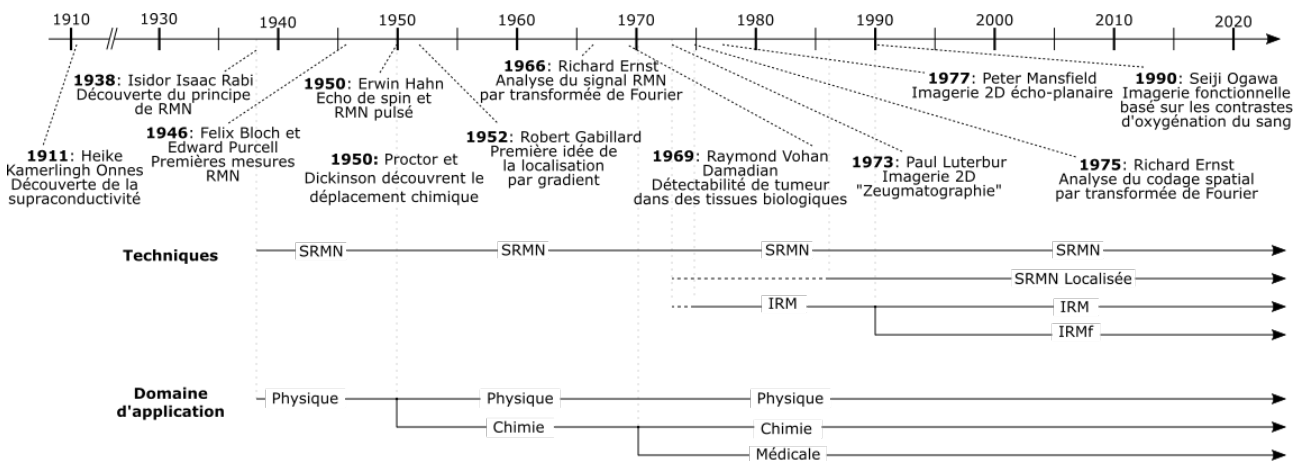 1910
1930
1940
1950
1960
1970
1980
1990
2000
2010
2020
1938: Isidor Isaac Rabi
Découverte du principe
de RMN
1950: Erwin Hahn
Echo de spin et
RMN pulsé
1966: Richard Ernst
Analyse du signal RMN
par transformée de Fourier
1977: Peter Mansfield
Imagerie 2D écho-planaire
1990: Seiji Ogawa
Imagerie fonctionnelle
basé sur les contrastes
d'oxygénation du sang
1911: Heike
Kamerlingh Onnes
Découverte de la
supraconductivité
1946: Felix Bloch et
Edward Purcell
Premières mesures
RMN
1950: Proctor et
Dickinson découvrent le
déplacement chimique
1952: Robert Gabillard
Première idée de
la localisation
par gradient
1969: Raymond Vohan
Damadian
Détectabilité de tumeur
dans des tissues biologiques
1973: Paul Luterbur
Imagerie 2D
"Zeugmatographie"
1975: Richard Ernst
Analyse du codage spatial
par transformée de Fourier
Techniques
SRMN
SRMN
SRMN
SRMN
SRMN Localisée
IRM
IRM
IRMf
Domaine
d'application
Physique
Physique
Physique
Chimie
Chimie
Médicale